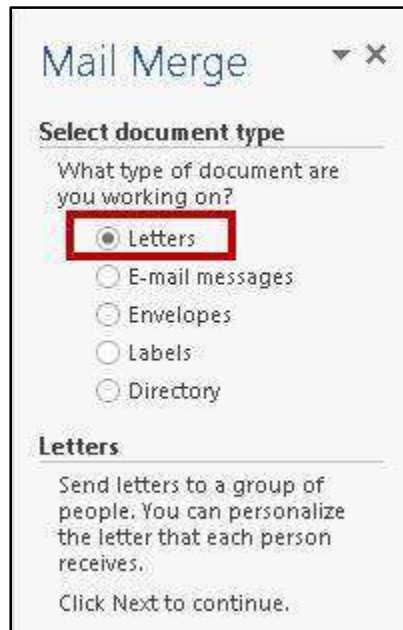 Mail Merge
Select document type
What type of document are
you working on?
Letters
E-mail messages
Envelopes
Labels
Directory
Letters
Send letters to a group of
people. You can personalize
the letter that each person
receives.
Click Next to continue.